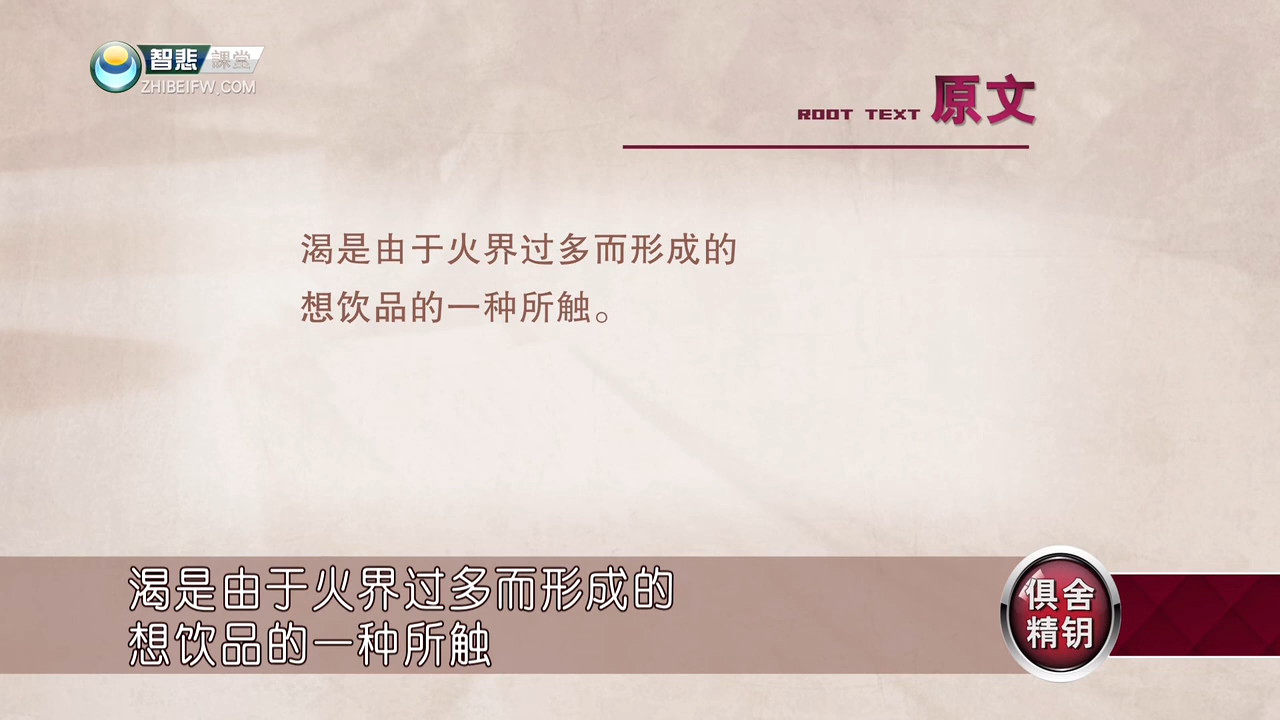 智悲課堂
ZHIBEIFW.COM
ROOT TEXT 原文
渴是由于火界过多而形成的
想饮品的一种所触。
渴是由于火界过多而形成的
想饮品的一种所触
俱舍
精钥